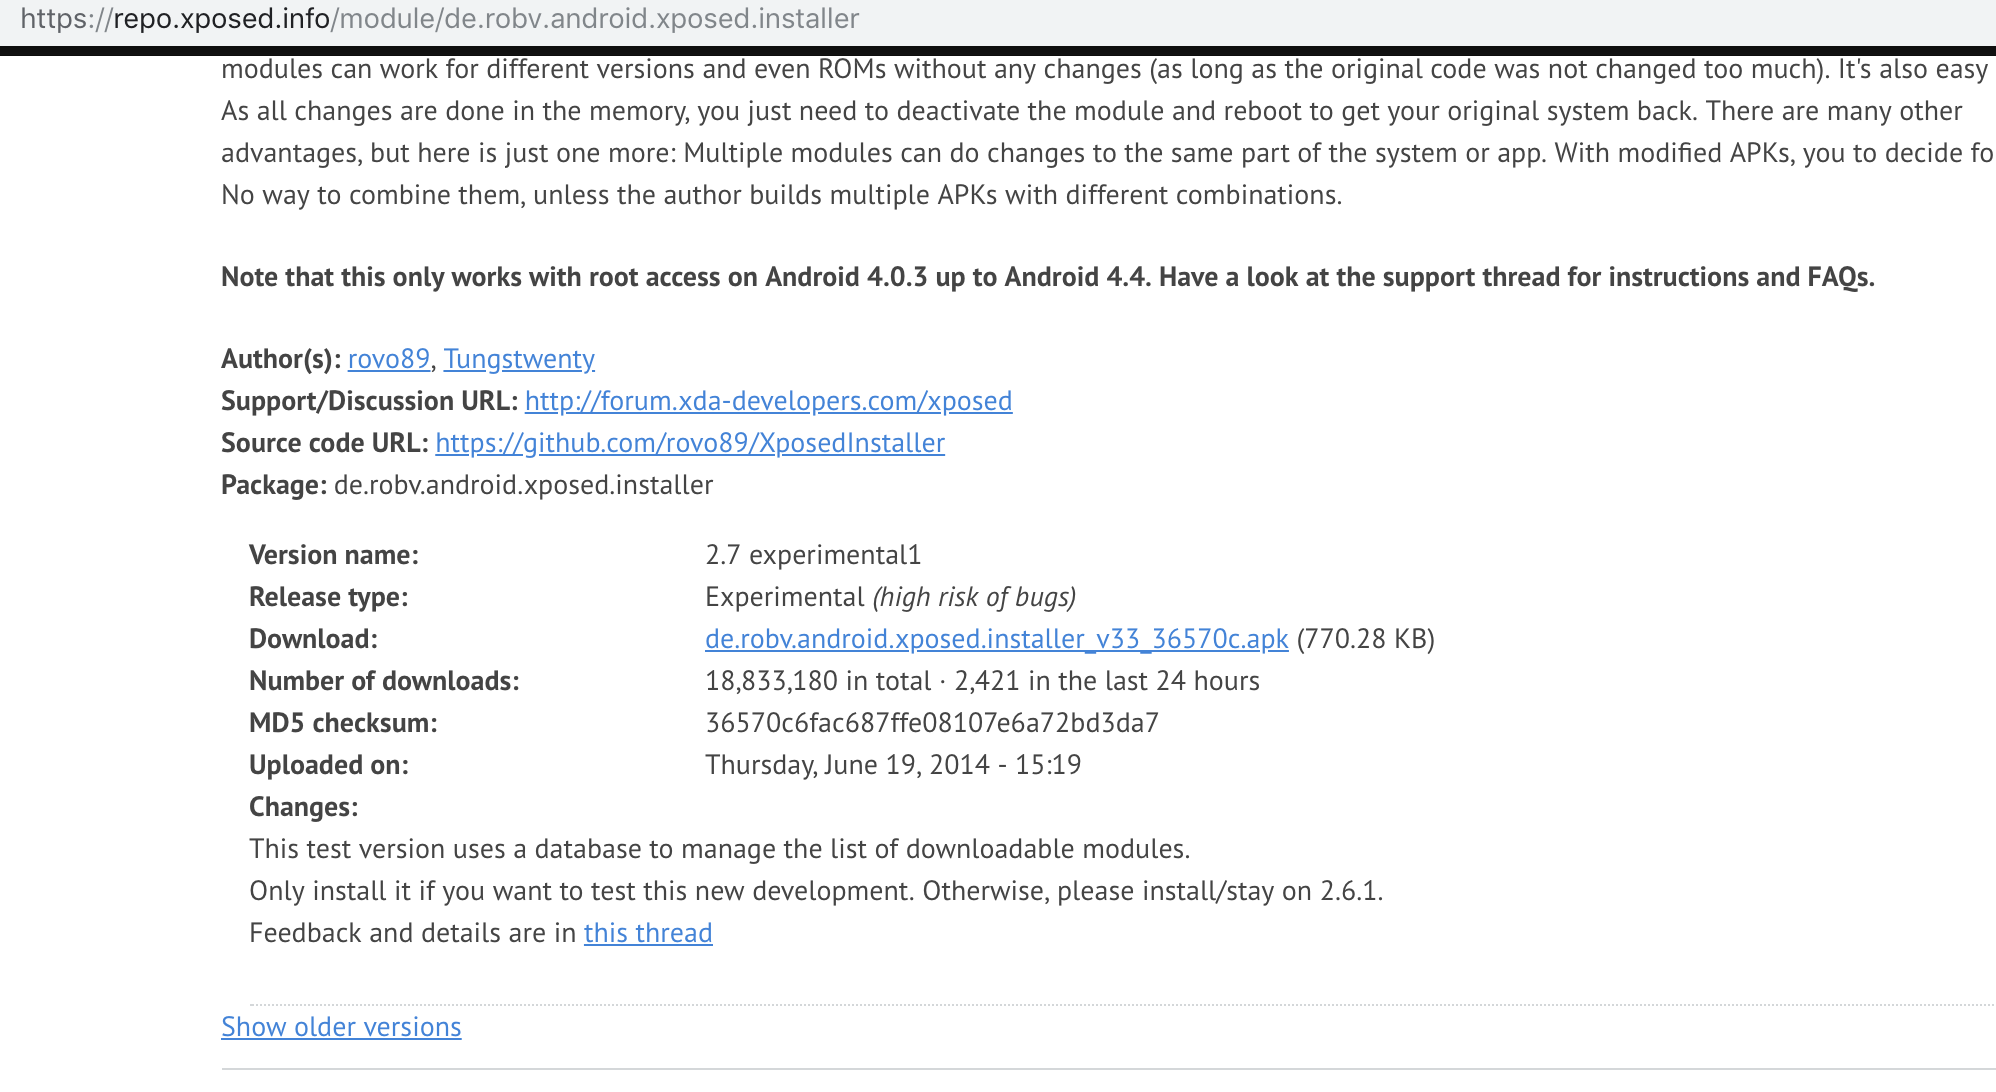 https://repo.xposed.info/module/de.robv.android.xposed.installer
modules can work for different versions and even ROMs without any changes (as long as the original code was not changed too much). It's also easy
As all changes are done in the memory, you just need to deactivate the module and reboot to get your original system back. There are many other
advantages, but here is just one more: Multiple modules can do changes to the same part of the system or app. With modified APKs, you to decide fo
No way to combine them, unless the author builds multiple APKs with different combinations.
Note that this only works with root access on Android 4.0.3 up to Android 4.4. Have a look at the support thread for instructions and FAQs.
Author(s): rovo89, Tungstwenty
Support/Discussion URL: http://forum.xda-developers.com/xposed
Source code URL: https://github.com/rovo89/XposedInstaller
Package: de.robv.android.xposed.installer
Version name: 2.7 experimental1
Release type: Experimental (high risk of bugs)
Download: de.robv.android.xposed.installer_v33_36570c.apk (770.28 KB)
Number of downloads: 18,833,180 in total · 2,421 in the last 24 hours
MD5 checksum: 36570c6fac687ffe08107e6a72bd3da7
Uploaded on: Thursday, June 19, 2014 - 15:19
Changes:
This test version uses a database to manage the list of downloadable modules.
Only install it if you want to test this new development. Otherwise, please install/stay on 2.6.1.
Feedback and details are in this thread
Show older versions